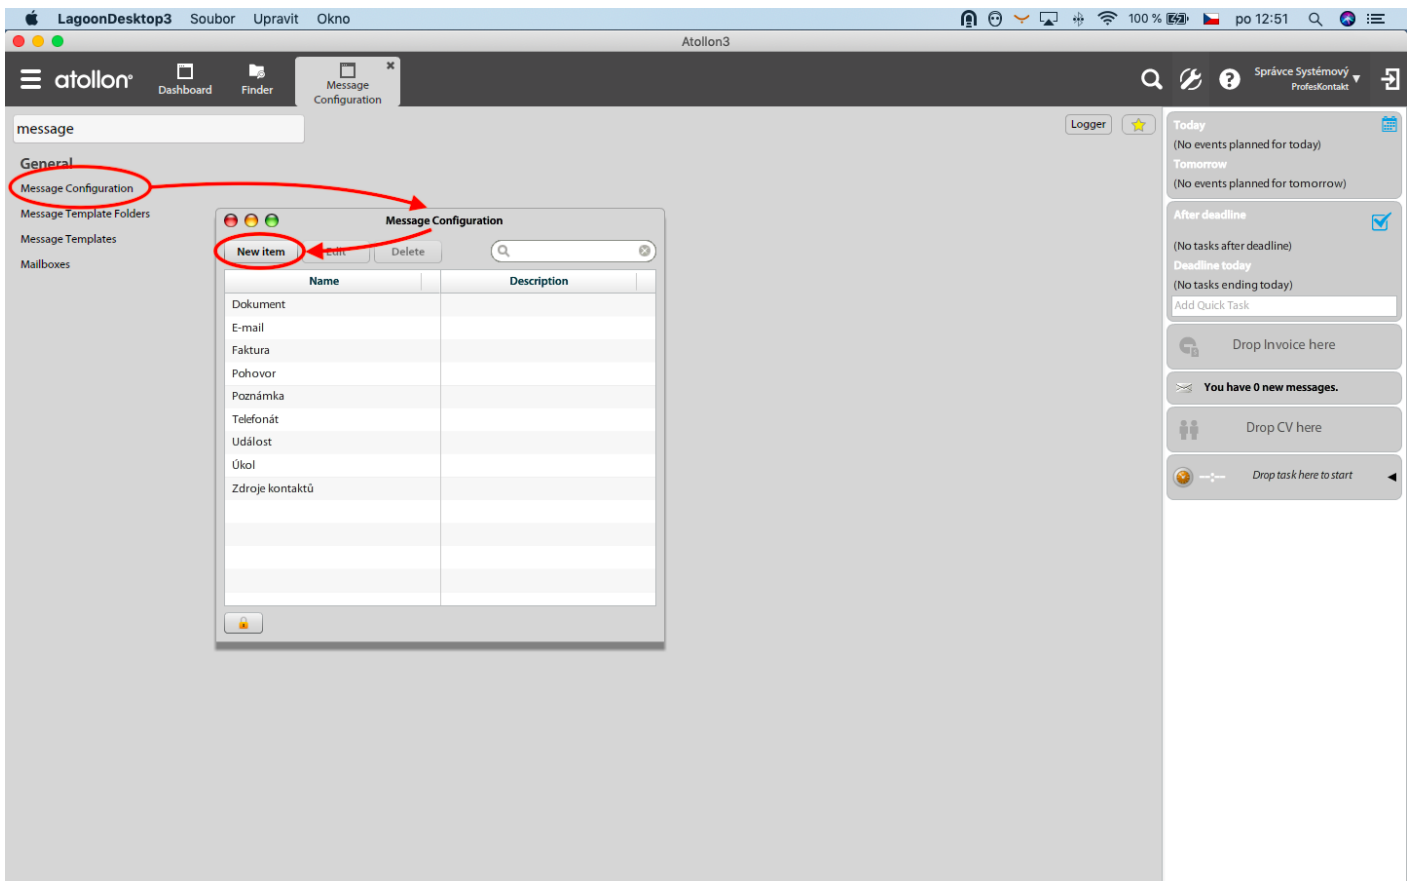 LagoonDesktop3 Soubor Upravit Okno 100 % po 12:51
Atollon3
atollon
Dashboard
Finder
Message
Configuration
Správce Systémový
ProfesKontakt
message
Logger
General
Message Configuration
Message Template Folders
Message Templates
Mailboxes
Message Configuration
New item Edit Delete
Name Description
Dokument
E-mail
Faktura
Pohovor
Poznámka
Telefonát
Událost
Úkol
Zdroje kontaktů
Today
(No events planned for today)
Tomorrow
(No events planned for tomorrow)
After deadline
(No tasks after deadline)
Deadline today
(No tasks ending today)
Add Quick Task
Drop Invoice here
You have 0 new messages.
Drop CV here
--:-- Drop task here to start